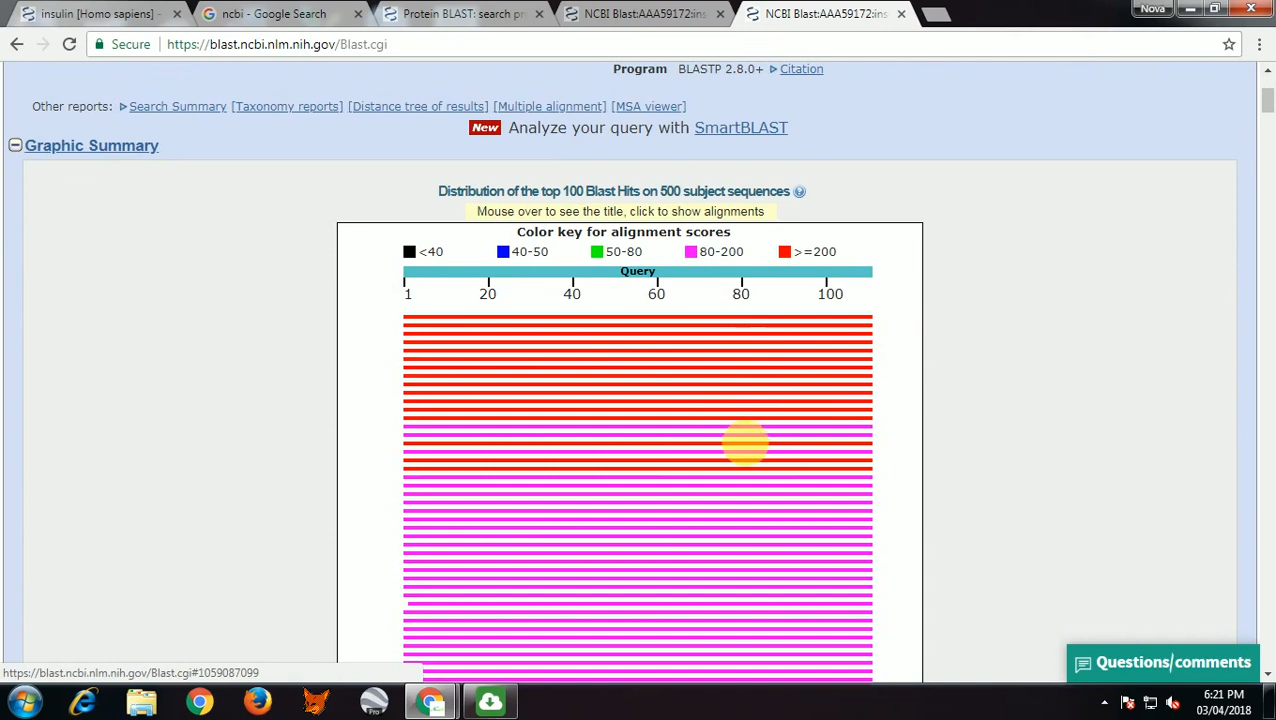 insulin [Homo sapiens] - 
ncbi - Google Search
Protein BLAST: search pro
NCBI Blast:AAA59172:ins
NCBI Blast:AAA59172:ins
Nova
Secure
https://blast.ncbi.nlm.nih.gov/Blast.cgi
Program BLASTP 2.8.0+ Citation
Other reports: Search Summary [Taxonomy reports] [Distance tree of results] [Multiple alignment] [MSA viewer]
New Analyze your query with SmartBLAST
Graphic Summary
Distribution of the top 100 Blast Hits on 500 subject sequences ?
Mouse over to see the title, click to show alignments
Color key for alignment scores
<40 40-50 50-80 80-200 >=200
Query
1 20 40 60 80 100
Questions/comments
https://blast.ncbi.nlm.nih.gov/Blast.cgi#1059087099
Pro
6:21 PM
03/04/2018